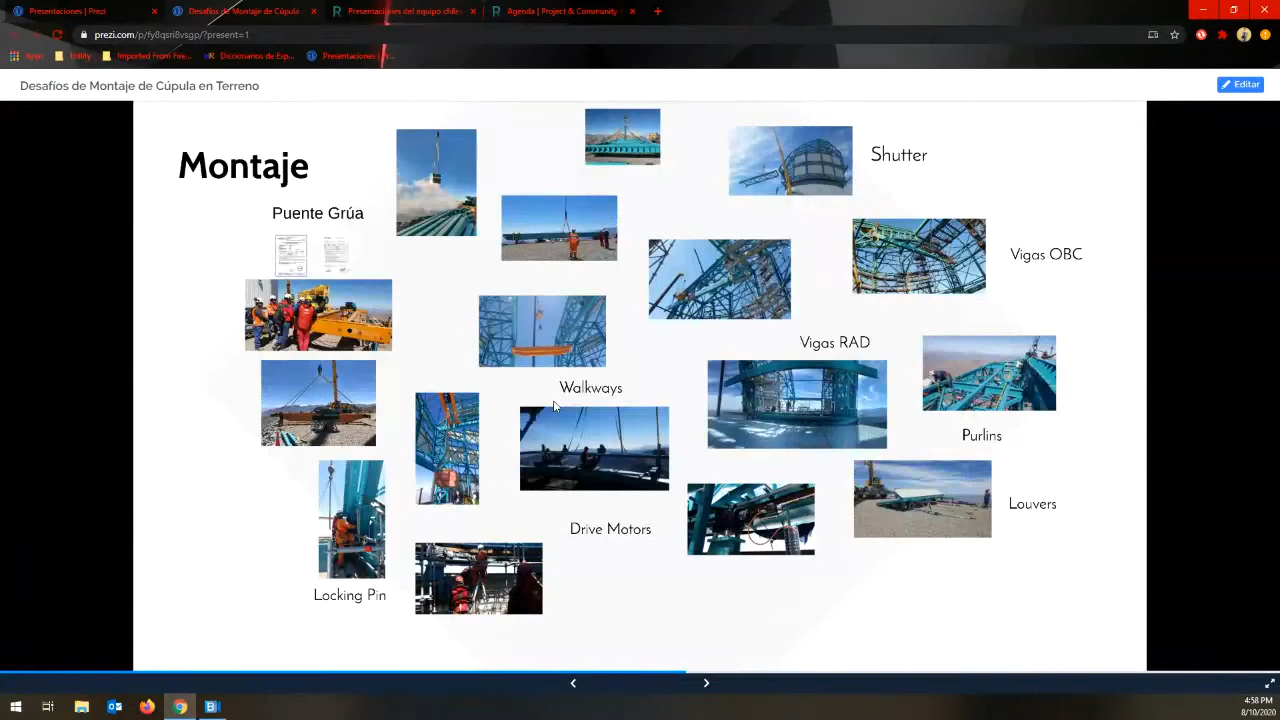 Presentaciones | Prezi
Desafíos de Montaje de Cúpula
Presentaciones del equipo chile
Agenda | Project & Community
prezi.com/p/fy8qsri8vsgp/?present=1
Apps
Utility
Imported From Fire...
Diccionarios de Esp...
Presentaciones | Pr...
Desafíos de Montaje de Cúpula en Terreno
Editar
Montaje
Shutter
Puente Grúa
Vigas OBC
Vigas RAD
Walkways
Purlins
Louvers
Drive Motors
Locking Pin
4:58 PM
8/10/2020